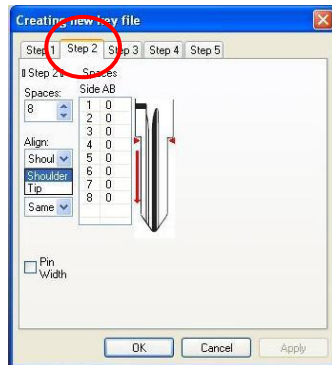 Creating new key file
Step 1 Step 2 Step 3 Step 4 Step 5
Step 2 Spaces
Spaces: Side AB
8
1 0
2 0
3 0
4 0
5 0
6 0
7 0
8 0
Align:
Shoul
Shoulder
Tip
Same
Pin
Width
OK Cancel Apply